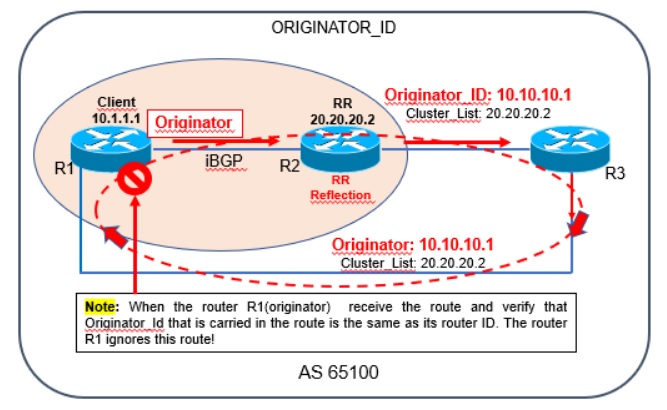 ORIGINATOR_ID
Client
10.1.1.1
Originator
RR
20.20.20.2
Originator_ID: 10.10.10.1
Cluster_List: 20.20.20.2
R1
iBGP
R2
R3
RR
Reflection
Originator: 10.10.10.1
Cluster_List: 20.20.20.2
Note: When the router R1(originator) receive the route and verify that
Originator_Id that is carried in the route is the same as its router ID. The router
R1 ignores this route!
AS 65100